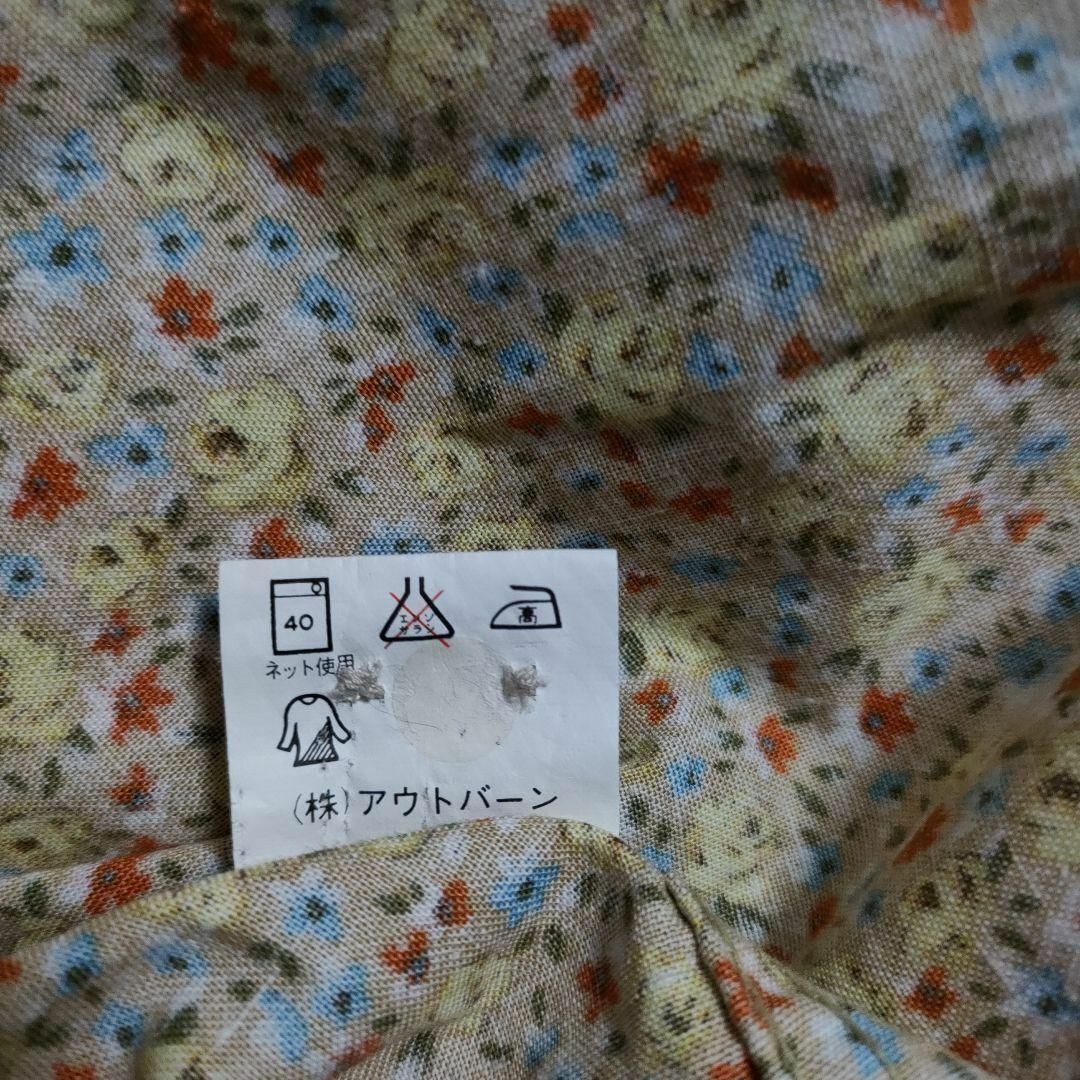 40
エンソ
サラシ
高
ネット使用
(株)アウトバーン